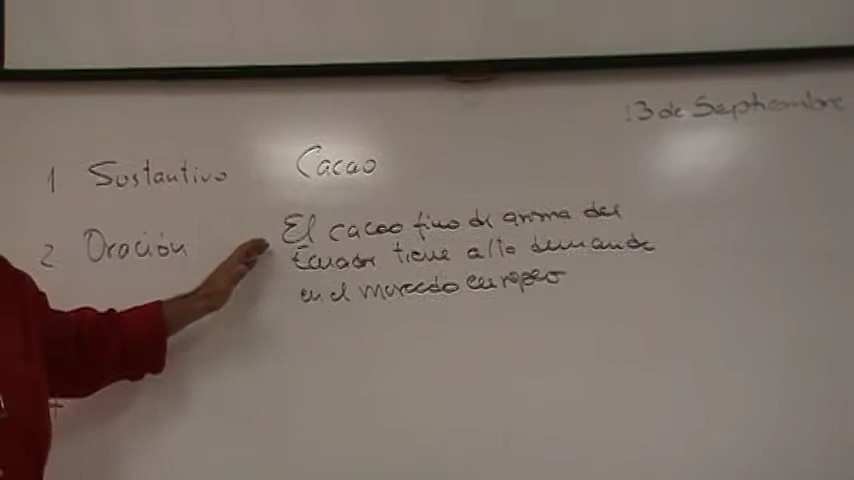 13 de Septiembre
1 Sustantivo Cacao
2 Oración El cacao fino de aroma del
Ecuador tiene alta demanda
en el mercado europeo